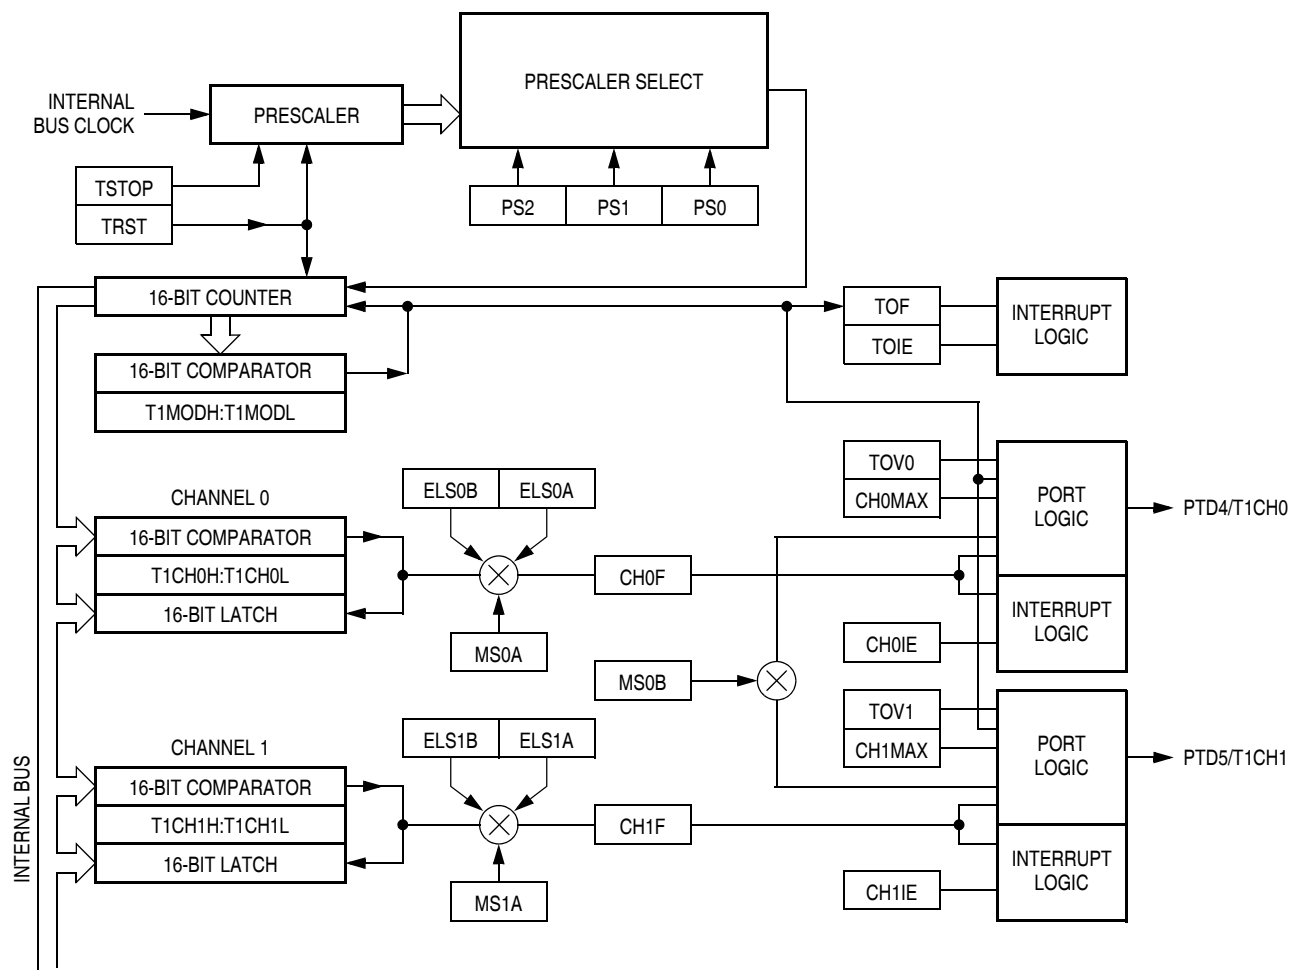 PRESCALER SELECT
INTERNAL
BUS CLOCK
PRESCALER
TSTOP
TRST
PS2
PS1
PS0
16-BIT COUNTER
16-BIT COMPARATOR
T1MODH:T1MODL
TOF
TOIE
INTERRUPT
LOGIC
CHANNEL 0
16-BIT COMPARATOR
T1CH0H:T1CH0L
16-BIT LATCH
ELS0B
ELS0A
MS0A
CH0F
TOV0
CH0MAX
PORT
LOGIC
PTD4/T1CH0
INTERRUPT
LOGIC
CH0IE
MS0B
CHANNEL 1
16-BIT COMPARATOR
T1CH1H:T1CH1L
16-BIT LATCH
ELS1B
ELS1A
MS1A
CH1F
TOV1
CH1MAX
PORT
LOGIC
PTD5/T1CH1
INTERRUPT
LOGIC
CH1IE
INTERNAL BUS